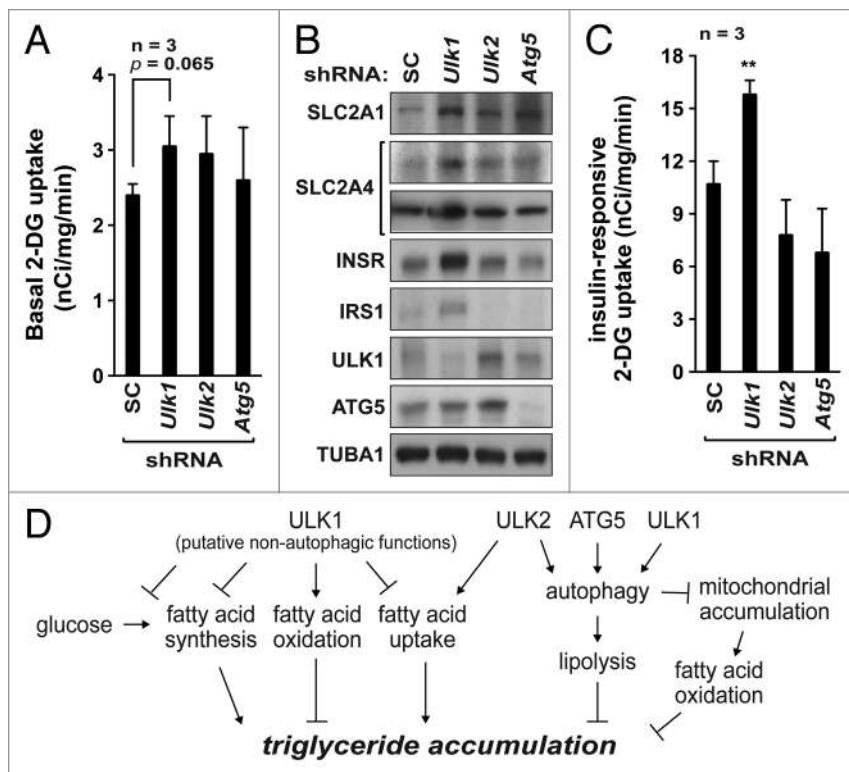 A
n = 3
p = 0.065
Basal 2-DG uptake
(nCi/mg/min)
4
3
2
1
0
SC
Ulk1
Ulk2
Atg5
shRNA
B
shRNA:
SC
Ulk1
Ulk2
Atg5
SLC2A1
SLC2A4
INSR
IRS1
ULK1
ATG5
TUBA1
C
n = 3
**
insulin-responsive
2-DG uptake (nCi/mg/min)
18
15
12
9
6
3
0
SC
Ulk1
Ulk2
Atg5
shRNA
D
ULK1
(putative non-autophagic functions)
ULK2 ATG5 ULK1
glucose
fatty acid
synthesis
fatty acid
oxidation
fatty acid
uptake
autophagy
lipolysis
mitochondrial
accumulation
fatty acid
oxidation
triglyceride accumulation